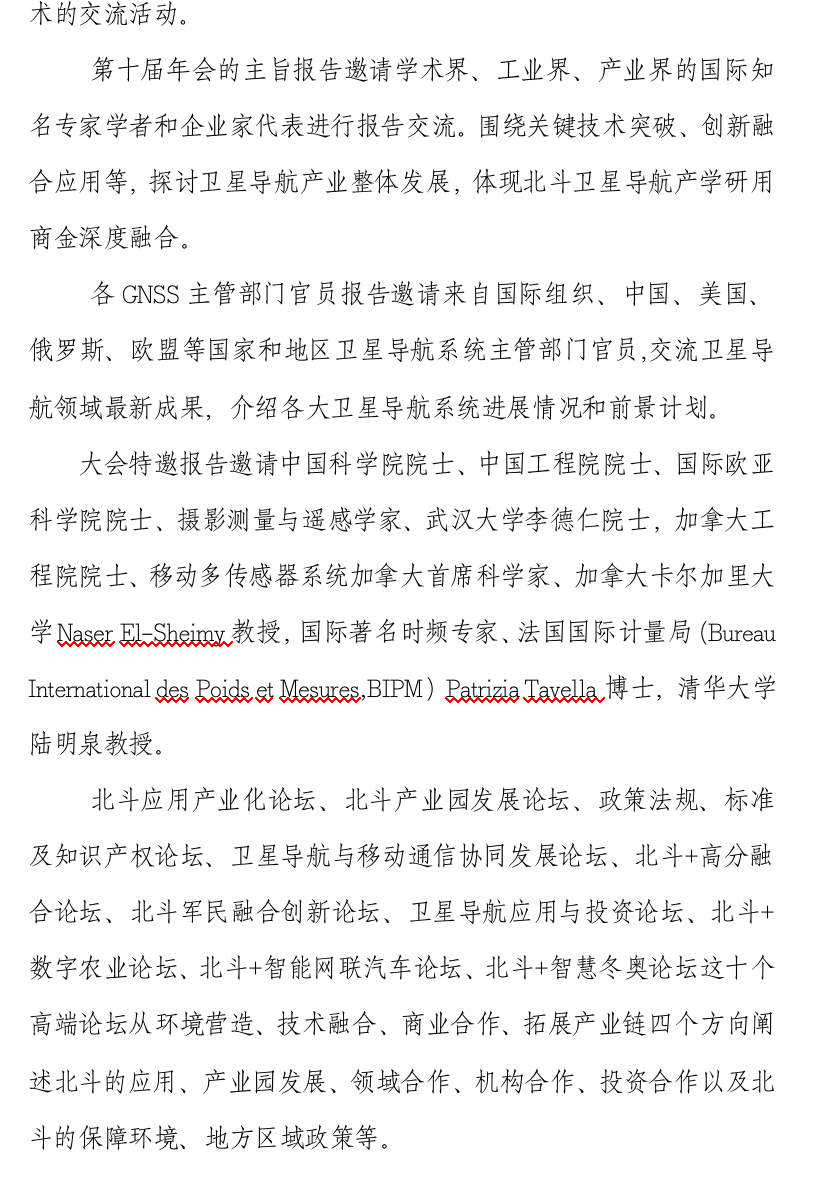 术的交流活动。
第十届年会的主旨报告邀请学术界、工业界、产业界的国际知
名专家学者和企业家代表进行报告交流。围绕关键技术突破、创新融
合应用等, 探讨卫星导航产业整体发展, 体现北斗卫星导航产学研用
商金深度融合。
各 GNSS 主管部门官员报告邀请来自国际组织、中国、美国、
俄罗斯、欧盟等国家和地区卫星导航系统主管部门官员,交流卫星导
航领域最新成果, 介绍各大卫星导航系统进展情况和前景计划。
大会特邀报告邀请中国科学院院士、中国工程院院士、国际欧亚
科学院院士、摄影测量与遥感学家、武汉大学李德仁院士, 加拿大工
程院院士、移动多传感器系统加拿大首席科学家、加拿大卡尔加里大
学Naser El-Sheimy教授, 国际著名时频专家、法国国际计量局 (Bureau
International des Poids et Mesures,BIPM) Patrizia Tavella 博士, 清华大学
陆明泉教授。
北斗应用产业化论坛、北斗产业园发展论坛、政策法规、标准
及知识产权论坛、卫星导航与移动通信协同发展论坛、北斗+高分融
合论坛、北斗军民融合创新论坛、卫星导航应用与投资论坛、北斗+
数字农业论坛、北斗+智能网联汽车论坛、北斗+智慧冬奥论坛这十个
高端论坛从环境营造、技术融合、商业合作、拓展产业链四个方向阐
述北斗的应用、产业园发展、领域合作、机构合作、投资合作以及北
斗的保障环境、地方区域政策等。